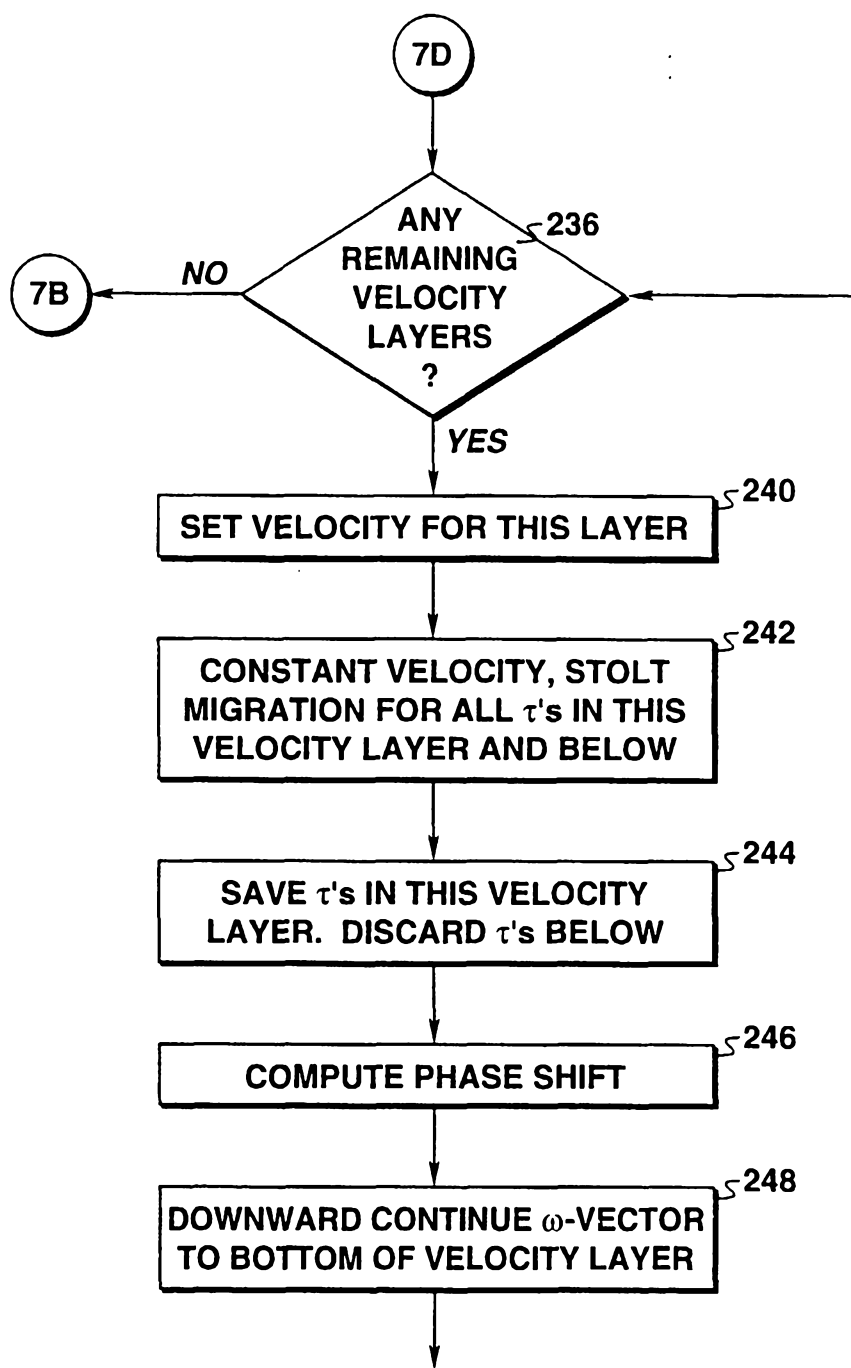 7D
ANY
REMAINING
VELOCITY
LAYERS
?
236
NO
7B
YES
240
SET VELOCITY FOR THIS LAYER
242
CONSTANT VELOCITY, STOLT
MIGRATION FOR ALL τ's IN THIS
VELOCITY LAYER AND BELOW
244
SAVE τ's IN THIS VELOCITY
LAYER. DISCARD τ's BELOW
246
COMPUTE PHASE SHIFT
248
DOWNWARD CONTINUE ω-VECTOR
TO BOTTOM OF VELOCITY LAYER